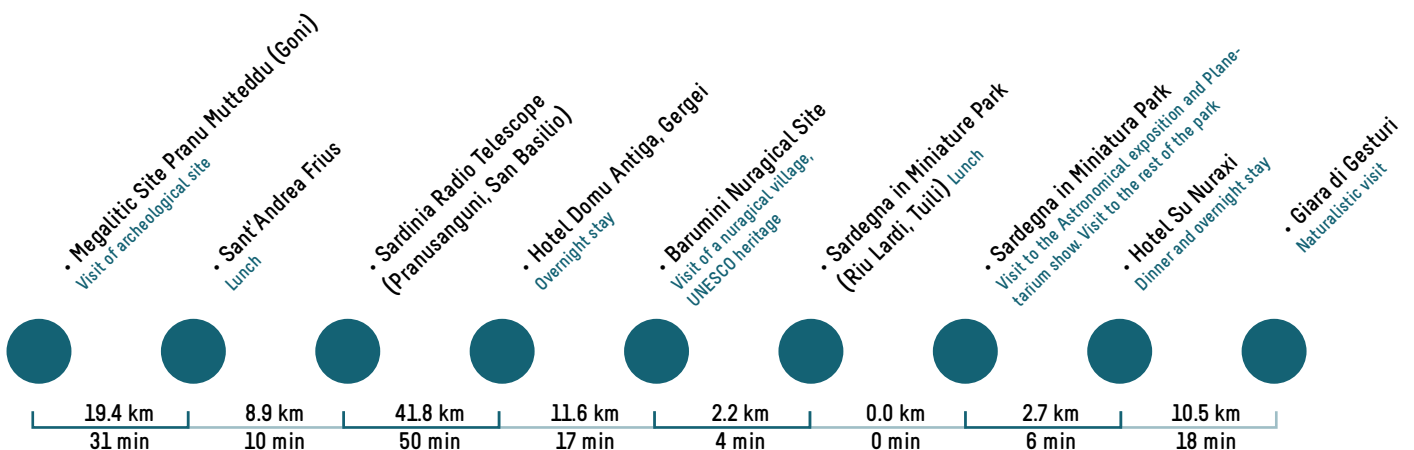 • Megalitic Site Pranu Mutteddu (Goni)
Visit of archeological site
• Sant'Andrea Frius
Lunch
• Sardinia Radio Telescope
(Pranusanguni, San Basilio)
• Hotel Domu Antiga, Gergei
Overnight stay
• Barumini Nuragical Site
Visit of a nuragical village,
UNESCO heritage
• Sardegna in Miniature Park
(Riu Lardi, Tuili) Lunch
• Sardegna in Miniatura Park
Visit to the Astronomical exposition and Plane-
tarium show. Visit to the rest of the park
• Hotel Su Nuraxi
Dinner and overnight stay
• Giara di Gesturi
Naturalistic visit
19.4 km 8.9 km 41.8 km 11.6 km 2.2 km 0.0 km 2.7 km 10.5 km
31 min 10 min 50 min 17 min 4 min 0 min 6 min 18 min